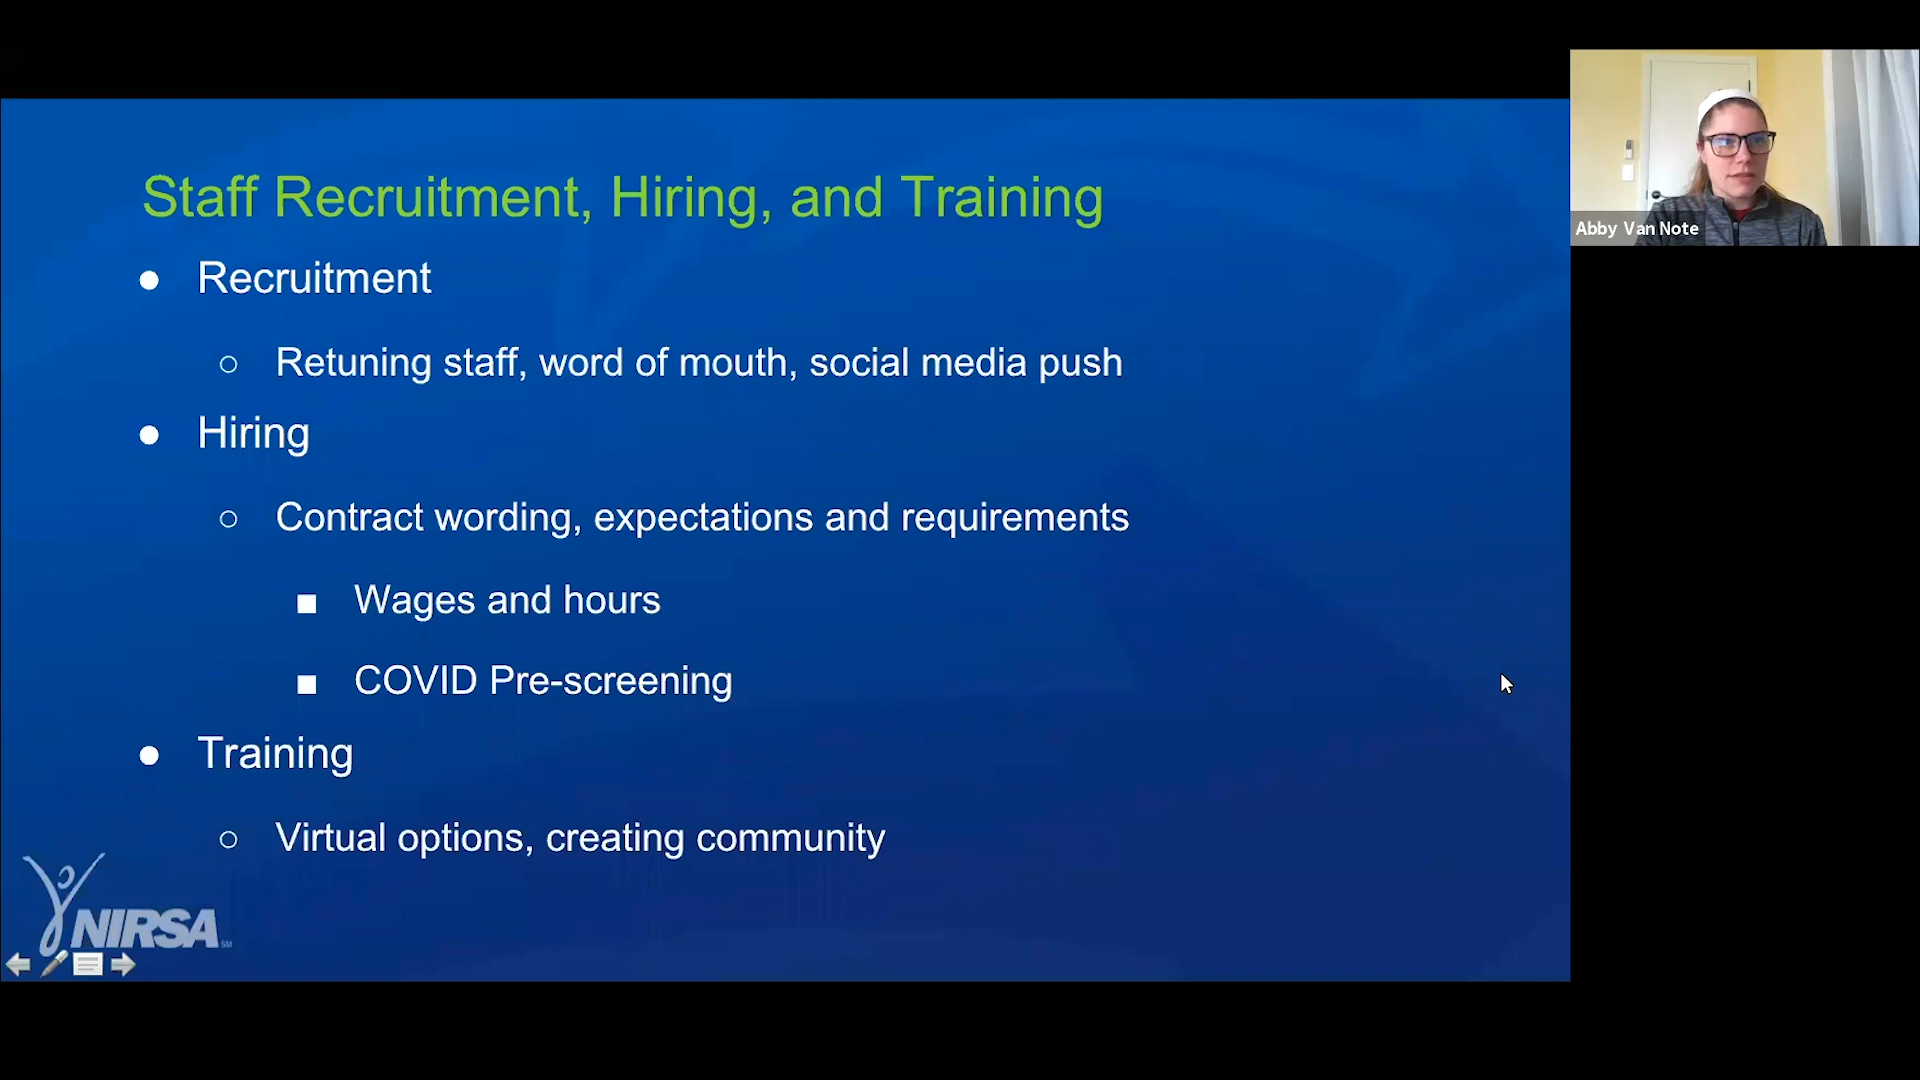 Staff Recruitment, Hiring, and Training
● Recruitment
○ Retuning staff, word of mouth, social media push
● Hiring
○ Contract wording, expectations and requirements
■ Wages and hours
■ COVID Pre-screening
● Training
○ Virtual options, creating community
NIRSA SM
Abby Van Note